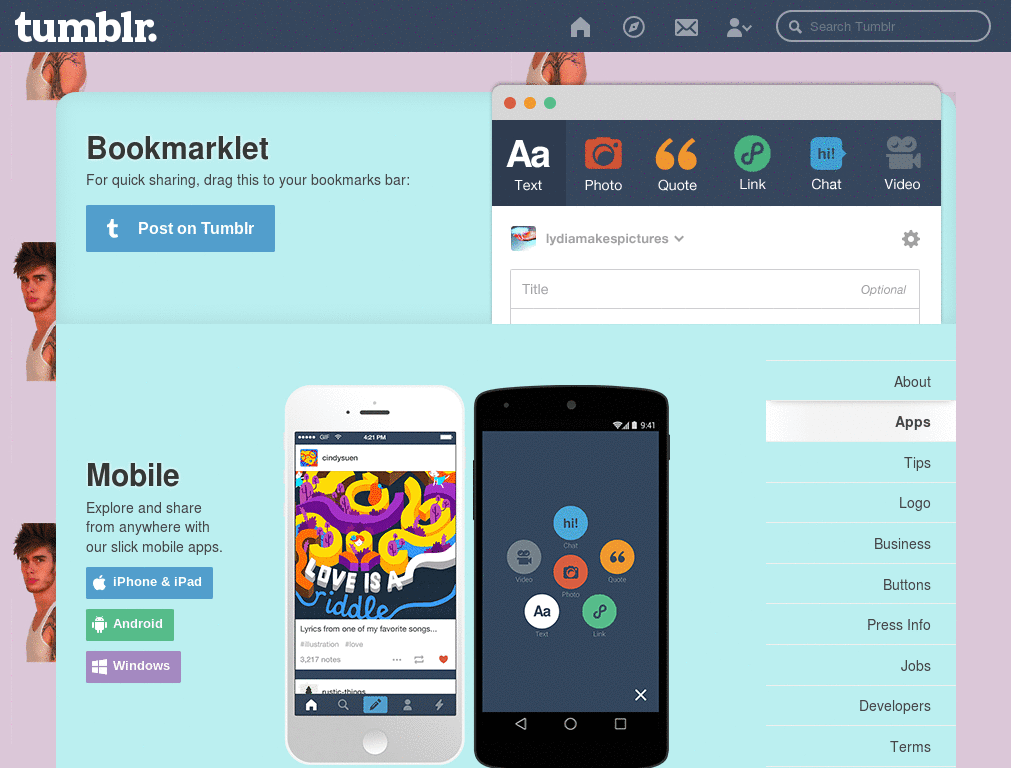 tumblr.
Search Tumblr
Bookmarklet
For quick sharing, drag this to your bookmarks bar:
t Post on Tumblr
Aa
hi!
Text Photo Quote Link Chat Video
lydiamakespictures
Title Optional
Mobile
Explore and share
from anywhere with
our slick mobile apps.
iPhone & iPad
Android
Windows
GIF 4:21 PM
cindysuen
LOVE IS A
riddle
Lyrics from one of my favorite songs...
#illustration #love
3,217 notes
rustic-things
9:41
hi!
Chat
Video
Quote
Photo
Aa
Text
Link
About
Apps
Tips
Logo
Business
Buttons
Press Info
Jobs
Developers
Terms